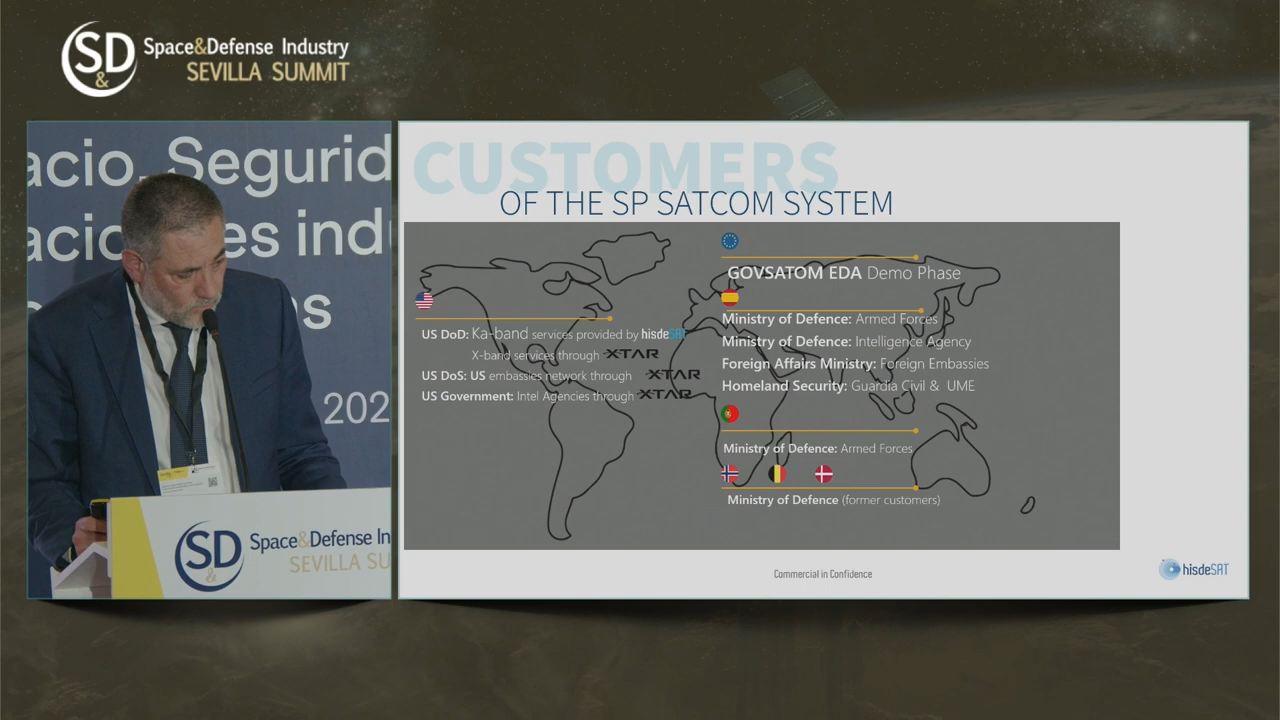 SD
&
Space&Defense Industry
SEVILLA SUMMIT
acio, Segurid
acio es ind
s
202
SD
&
Space&Defense In
SEVILLA SU
CUSTOMERS
OF THE SP SATCOM SYSTEM
US DoD: Ka-band services provided by hisdeSAT
X-band services through XTAR
US DoS: US embassies network through XTAR
US Government: Intel Agencies through XTAR
GOVSATOM EDA Demo Phase
Ministry of Defence: Armed Forces
Ministry of Defence: Intelligence Agency
Foreign Affairs Ministry: Foreign Embassies
Homeland Security: Guardia Civil & UME
Ministry of Defence: Armed Forces
Ministry of Defence (former customers)
Commercial in Confidence
hisdeSAT